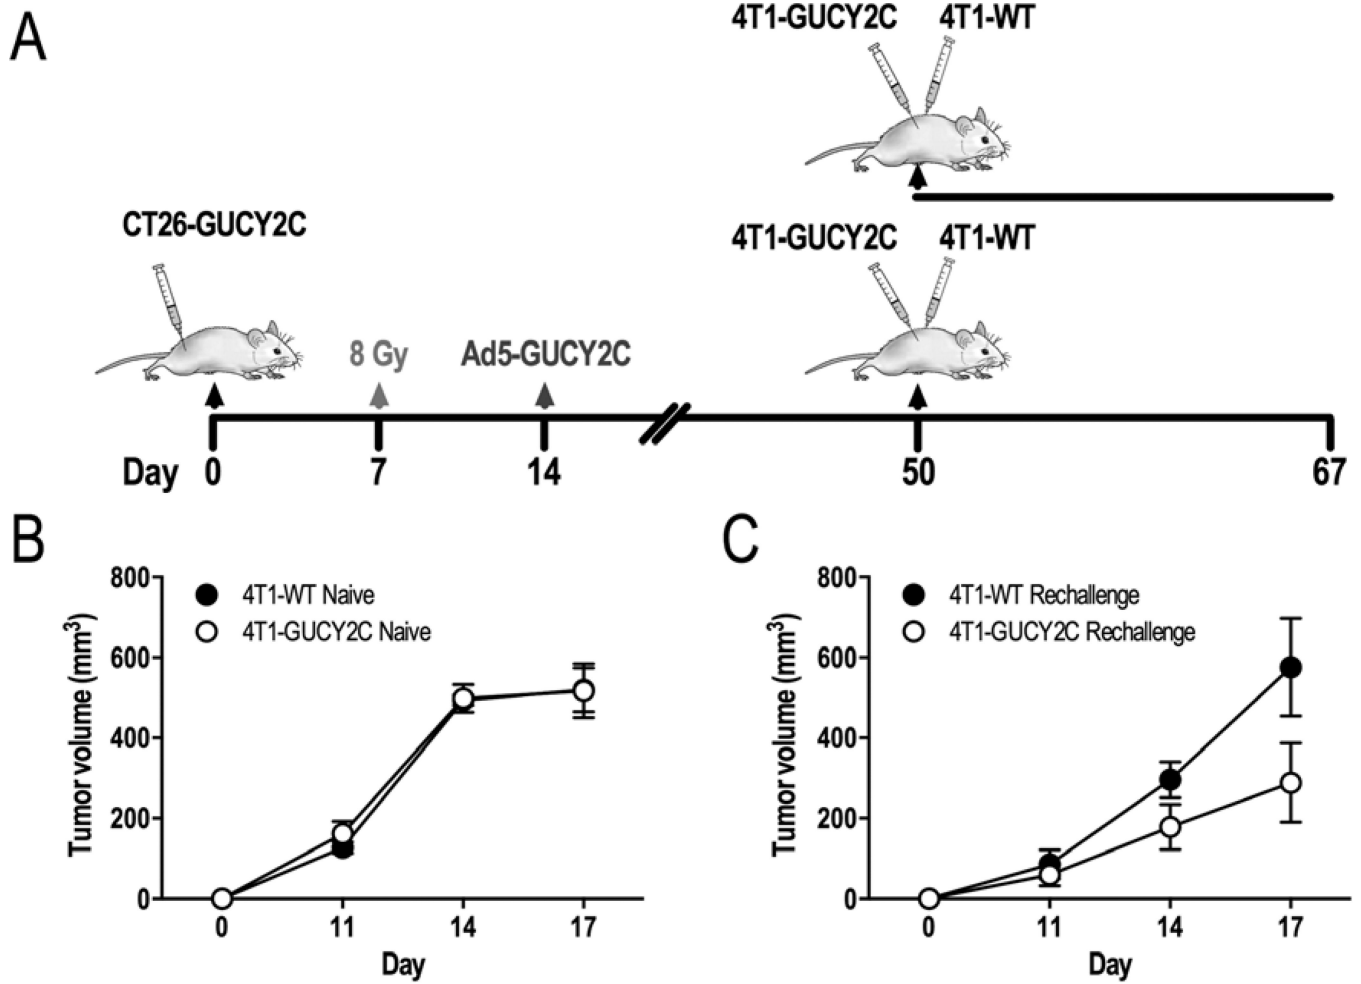 A
4T1-GUCY2C 4T1-WT
CT26-GUCY2C
4T1-GUCY2C 4T1-WT
8 Gy Ad5-GUCY2C
Day 0 7 14 50 67
B
800
600
400
200
0
Tumor volume (mm³)
4T1-WT Naive
4T1-GUCY2C Naive
0 11 14 17
Day
C
800
600
400
200
0
Tumor volume (mm³)
4T1-WT Rechallenge
4T1-GUCY2C Rechallenge
0 11 14 17
Day